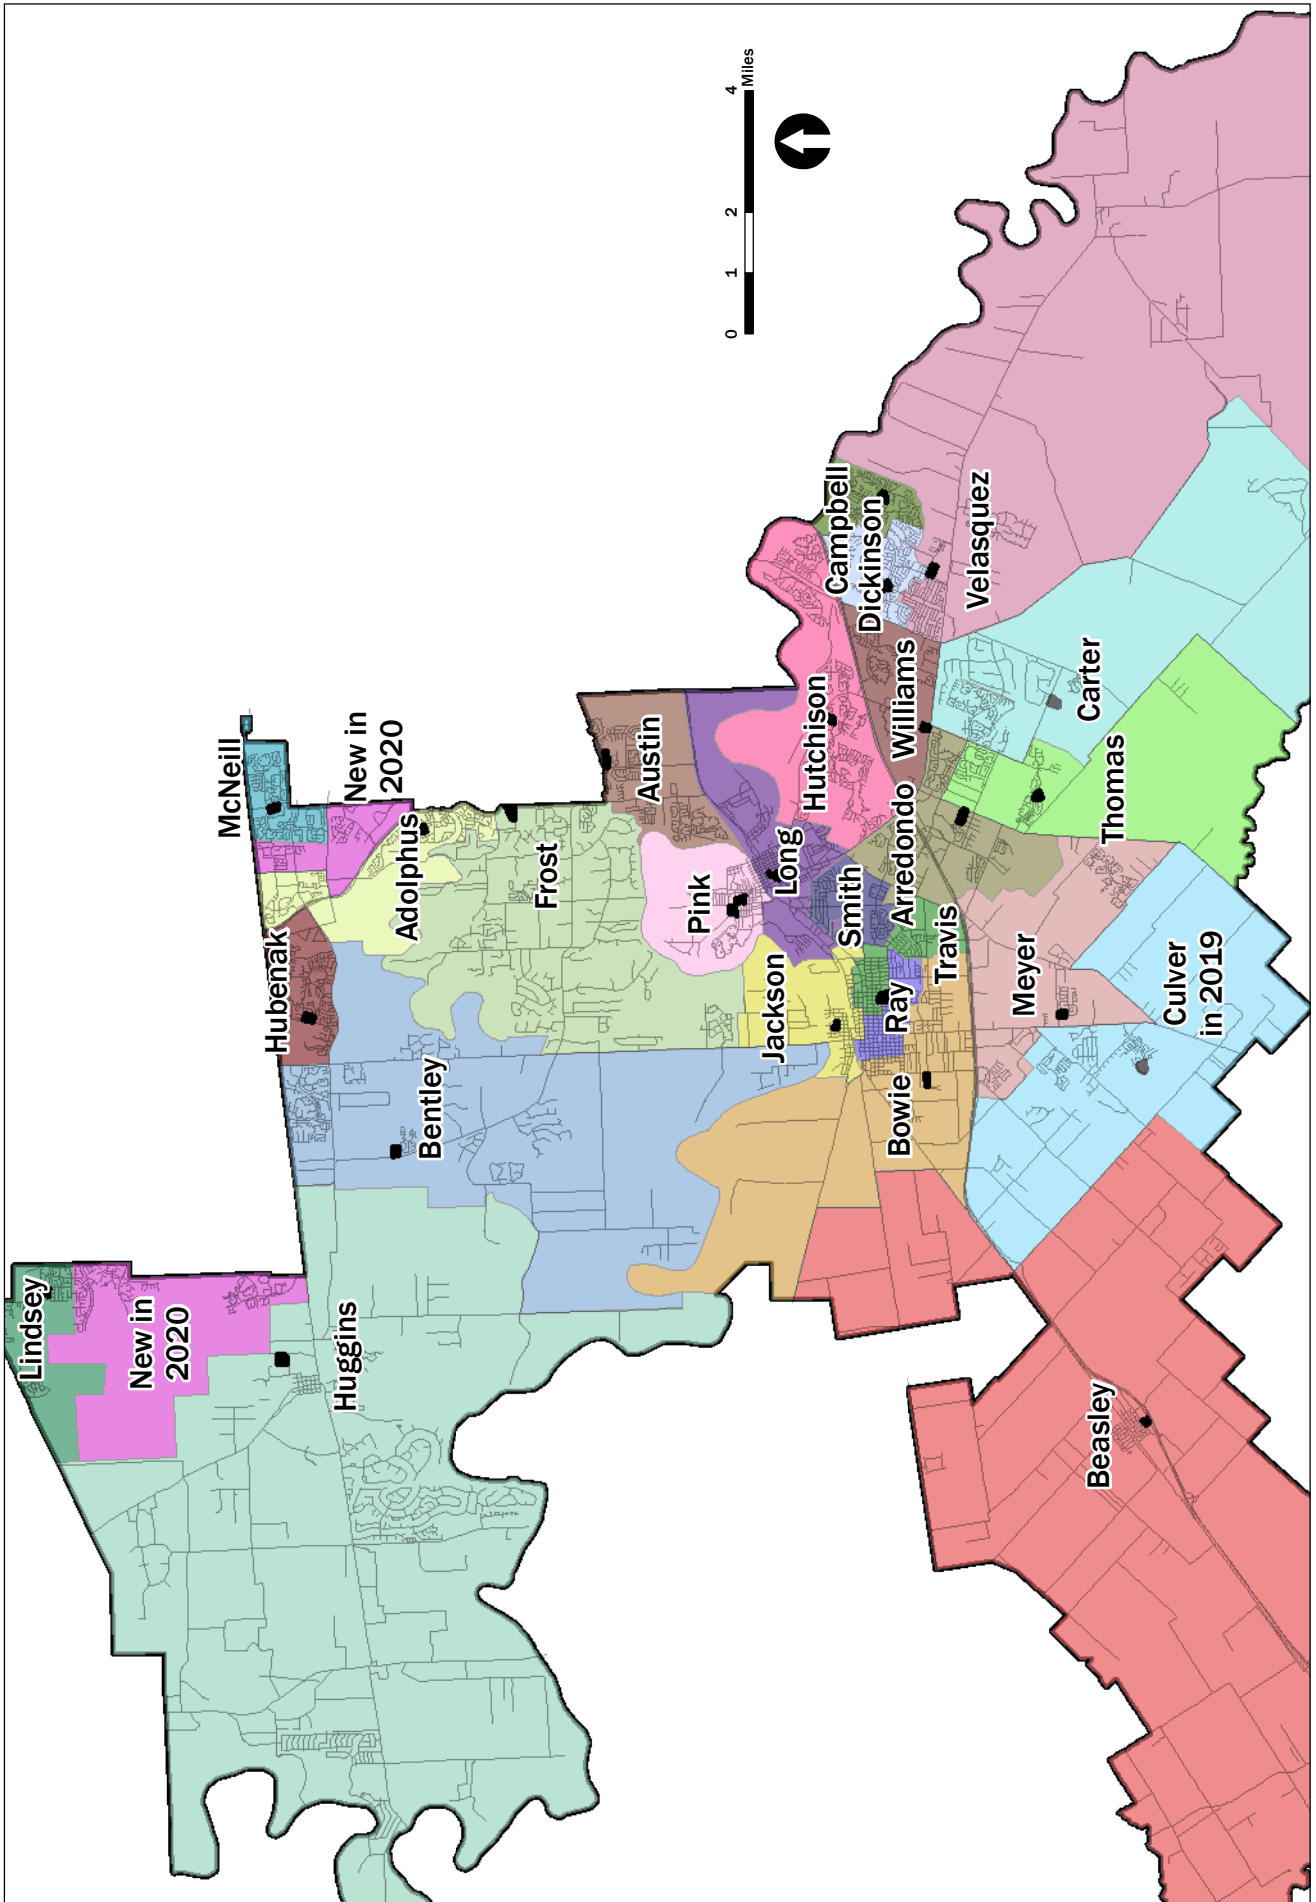 Lindsey
New in
2020
Huggins
McNeill
New in
2020
Hubenak
Adolphus
Bentley
Frost
Austin
Pink
Long
Jackson
Smith
Hutchison
Campbell
Dickinson
Williams
Arredondo
Velasquez
Ray
Travis
Bowie
Meyer
Carter
Thomas
Culver
in 2019
Beasley
0 1 2 4
Miles